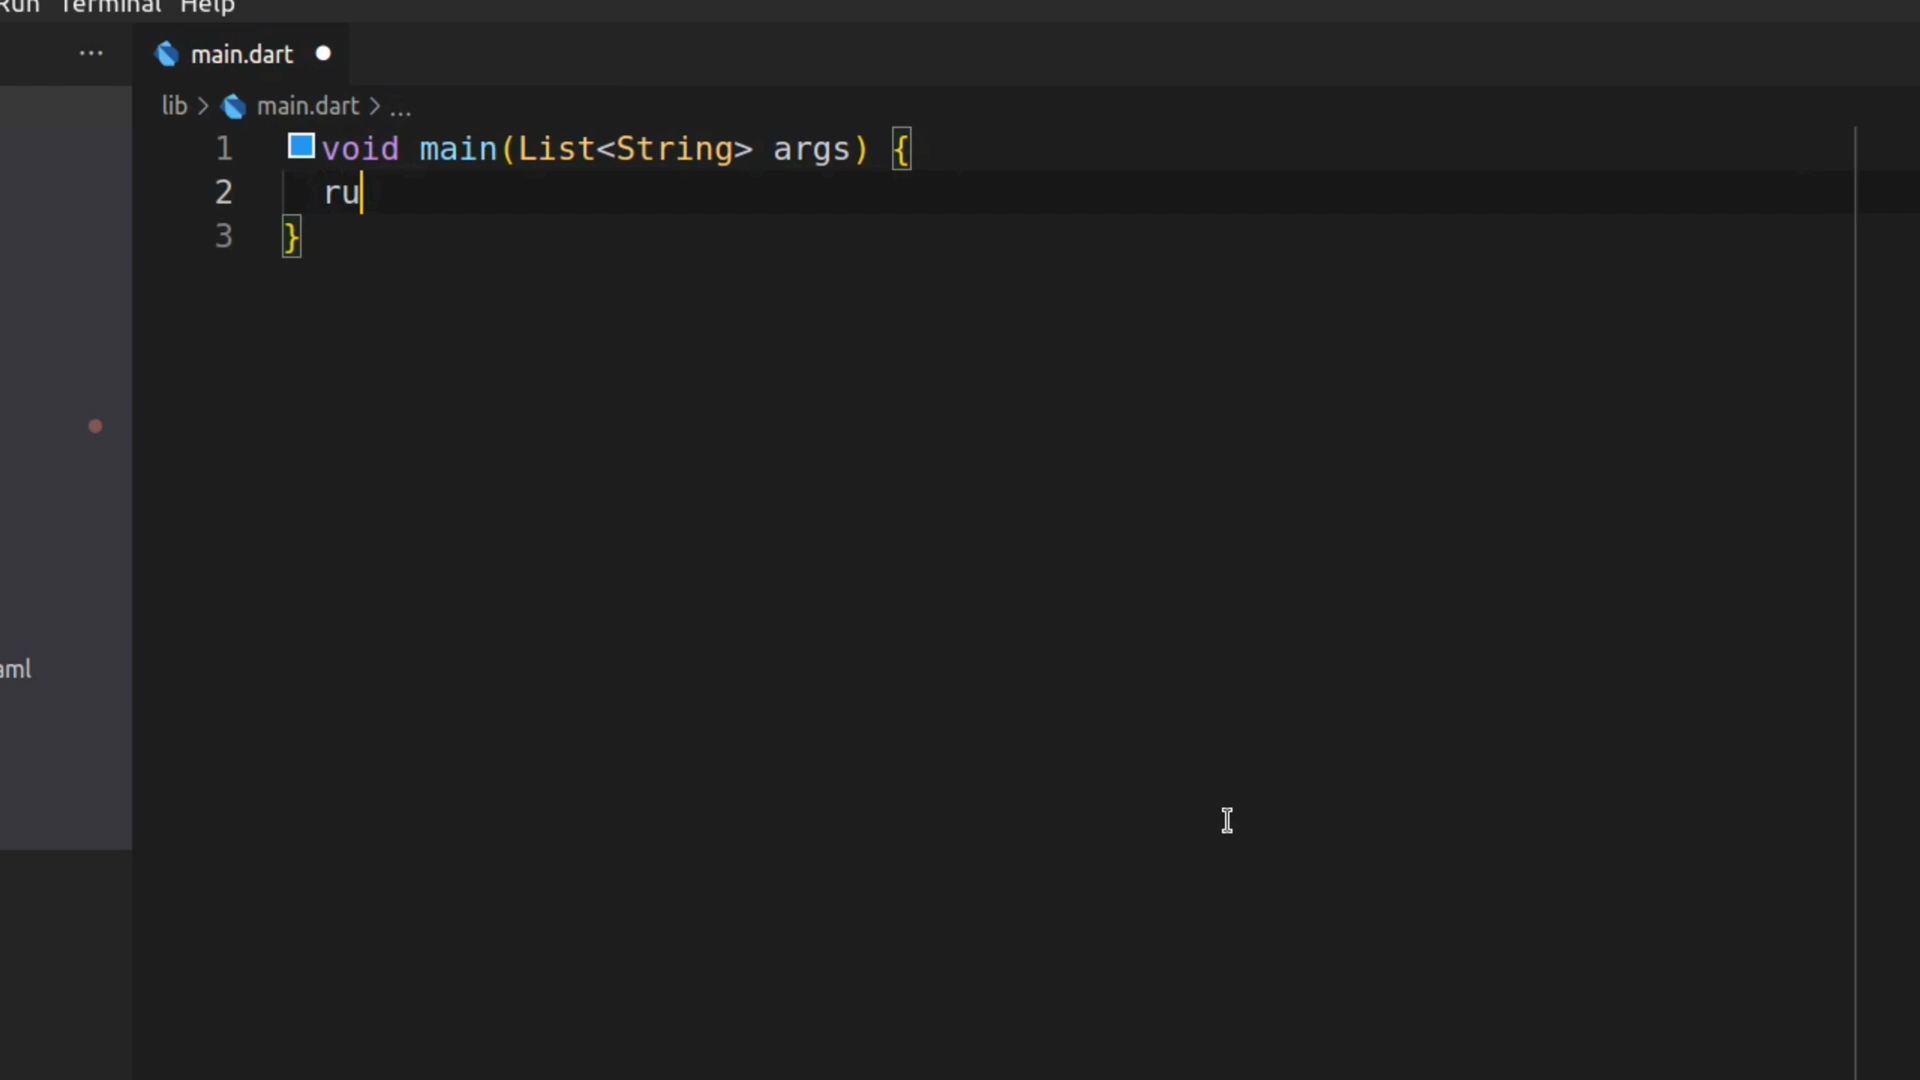 Run Terminal Help
... main.dart
lib > main.dart > ...
1 void main(List<String> args) {
2 ru
3 }
aml